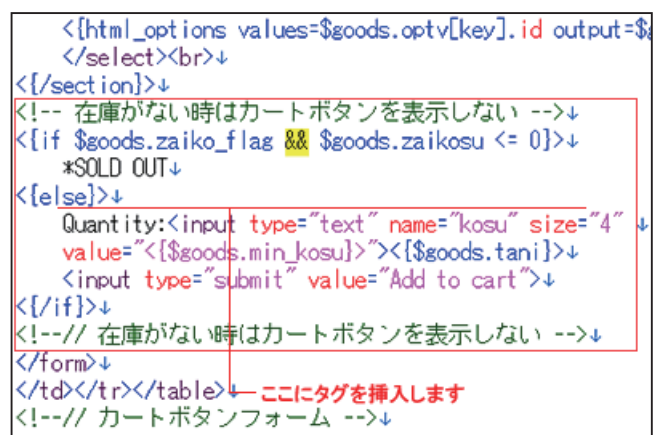 <{html_options values=$goods.optv[key].id output=$g
</select><br>↓
<{/section}>↓
<!-- 在庫がない時はカートボタンを表示しない -->↓
<{if $goods.zaiko_flag && $goods.zaikosu <= 0}>↓
*SOLD OUT↓
<{else}>↓
Quantity:<input type="text" name="kosu" size="4" ↓
value="<{$goods.min_kosu}>"><{$goods.tani}>↓
<input type="submit" value="Add to cart">↓
<{/if}>↓
<!--// 在庫がない時はカートボタンを表示しない -->↓
</form>↓
</td></tr></table>↓ ここにタグを挿入します
<!--// カートボタンフォーム -->↓